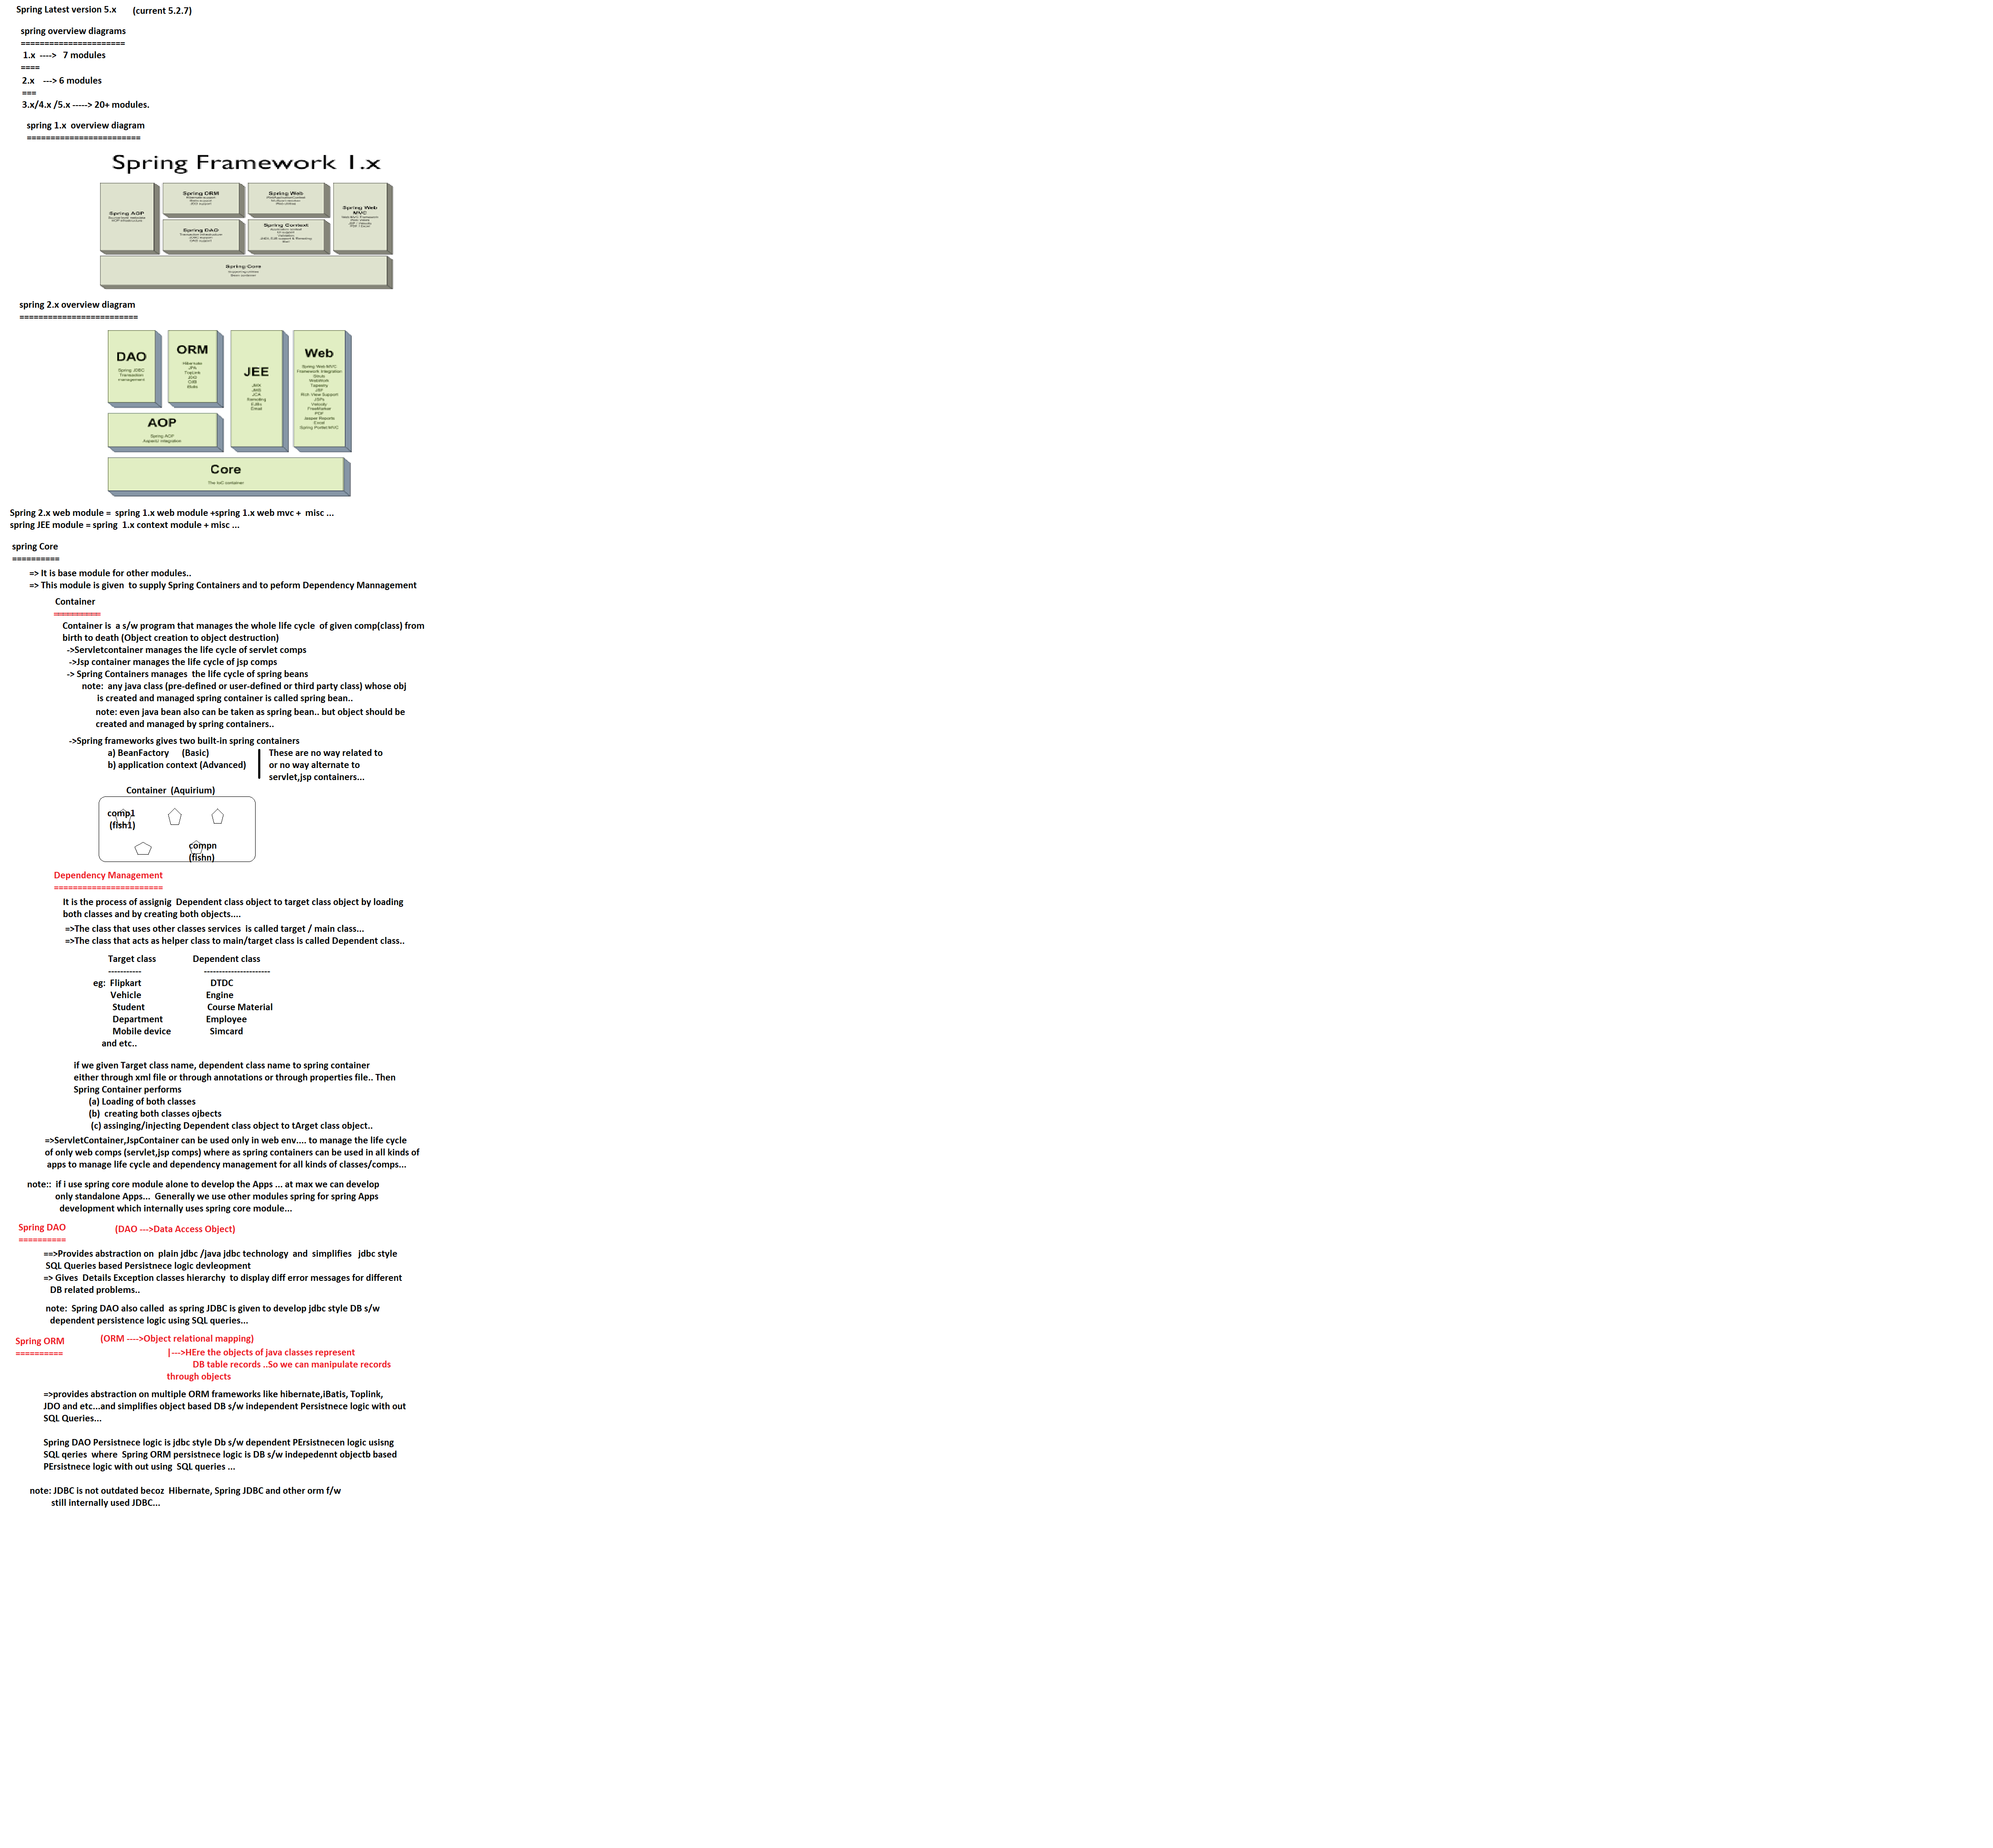 Spring Latest version 5.x (current 5.2.7)
spring overview diagrams
======================
1.x ----> 7 modules
====
2.x ---> 6 modules
===
3.x/4.x /5.x -----> 20+ modules.
spring 1.x overview diagram
========================
Spring Framework 1.x
Spring AOP
Spring ORM
Spring Web
Spring Web
MVC
Spring DAO
Spring Context
Spring Core
spring 2.x overview diagram
=========================
DAO
Spring JDBC
Transaction
management
ORM
Hibernate
JPA
TopLink
JDO
OJB
iBatis
JEE
JMX
JMS
JCA
Remoting
EJBs
Email
Web
Spring Web MVC
Framework Integration
Struts
WebWork
Tapestry
JSF
Rich View Support
JSPs
Velocity
FreeMarker
PDF
Jasper Reports
Excel
Spring Portlet MVC
AOP
Spring AOP
AspectJ integration
Core
The IoC container
Spring 2.x web module = spring 1.x web module +spring 1.x web mvc + misc ...
spring JEE module = spring 1.x context module + misc ...
spring Core
==========
=> It is base module for other modules..
=> This module is given to supply Spring Containers and to peform Dependency Mannagement
Container
==========
Container is a s/w program that manages the whole life cycle of given comp(class) from
birth to death (Object creation to object destruction)
->Servletcontainer manages the life cycle of servlet comps
->Jsp container manages the life cycle of jsp comps
-> Spring Containers manages the life cycle of spring beans
note: any java class (pre-defined or user-defined or third party class) whose obj
is created and managed spring container is called spring bean..
note: even java bean also can be taken as spring bean.. but object should be
created and managed by spring containers..
->Spring frameworks gives two built-in spring containers
a) BeanFactory (Basic)
b) application context (Advanced)
These are no way related to
or no way alternate to
servlet,jsp containers...
Container (Aquirium)
comp1
(fish1)
compn
(fishn)
Dependency Management
=======================
It is the process of assignig Dependent class object to target class object by loading
both classes and by creating both objects....
=>The class that uses other classes services is called target / main class...
=>The class that acts as helper class to main/target class is called Dependent class..
Target class Dependent class
----------- ----------------------
eg: Flipkart DTDC
Vehicle Engine
Student Course Material
Department Employee
Mobile device Simcard
and etc..
if we given Target class name, dependent class name to spring container
either through xml file or through annotations or through properties file.. Then
Spring Container performs
(a) Loading of both classes
(b) creating both classes ojbects
(c) assinging/injecting Dependent class object to tArget class object..
=>ServletContainer,JspContainer can be used only in web env.... to manage the life cycle
of only web comps (servlet,jsp comps) where as spring containers can be used in all kinds of
apps to manage life cycle and dependency management for all kinds of classes/comps...
note:: if i use spring core module alone to develop the Apps ... at max we can develop
only standalone Apps... Generally we use other modules spring for spring Apps
development which internally uses spring core module...
Spring DAO (DAO --->Data Access Object)
==========
==>Provides abstraction on plain jdbc /java jdbc technology and simplifies jdbc style
SQL Queries based Persistnece logic devleopment
=> Gives Details Exception classes hierarchy to display diff error messages for different
DB related problems..
note: Spring DAO also called as spring JDBC is given to develop jdbc style DB s/w
dependent persistence logic using SQL queries...
Spring ORM (ORM ---->Object relational mapping)
==========
|--->HEre the objects of java classes represent
DB table records ..So we can manipulate records
through objects
=>provides abstraction on multiple ORM frameworks like hibernate,iBatis, Toplink,
JDO and etc...and simplifies object based DB s/w independent Persistnece logic with out
SQL Queries...
Spring DAO Persistnece logic is jdbc style Db s/w dependent PErsistnecen logic usisng
SQL qeries where Spring ORM persistnece logic is DB s/w indepedennt objectb based
PErsistnece logic with out using SQL queries ...
note: JDBC is not outdated becoz Hibernate, Spring JDBC and other orm f/w
still internally used JDBC...